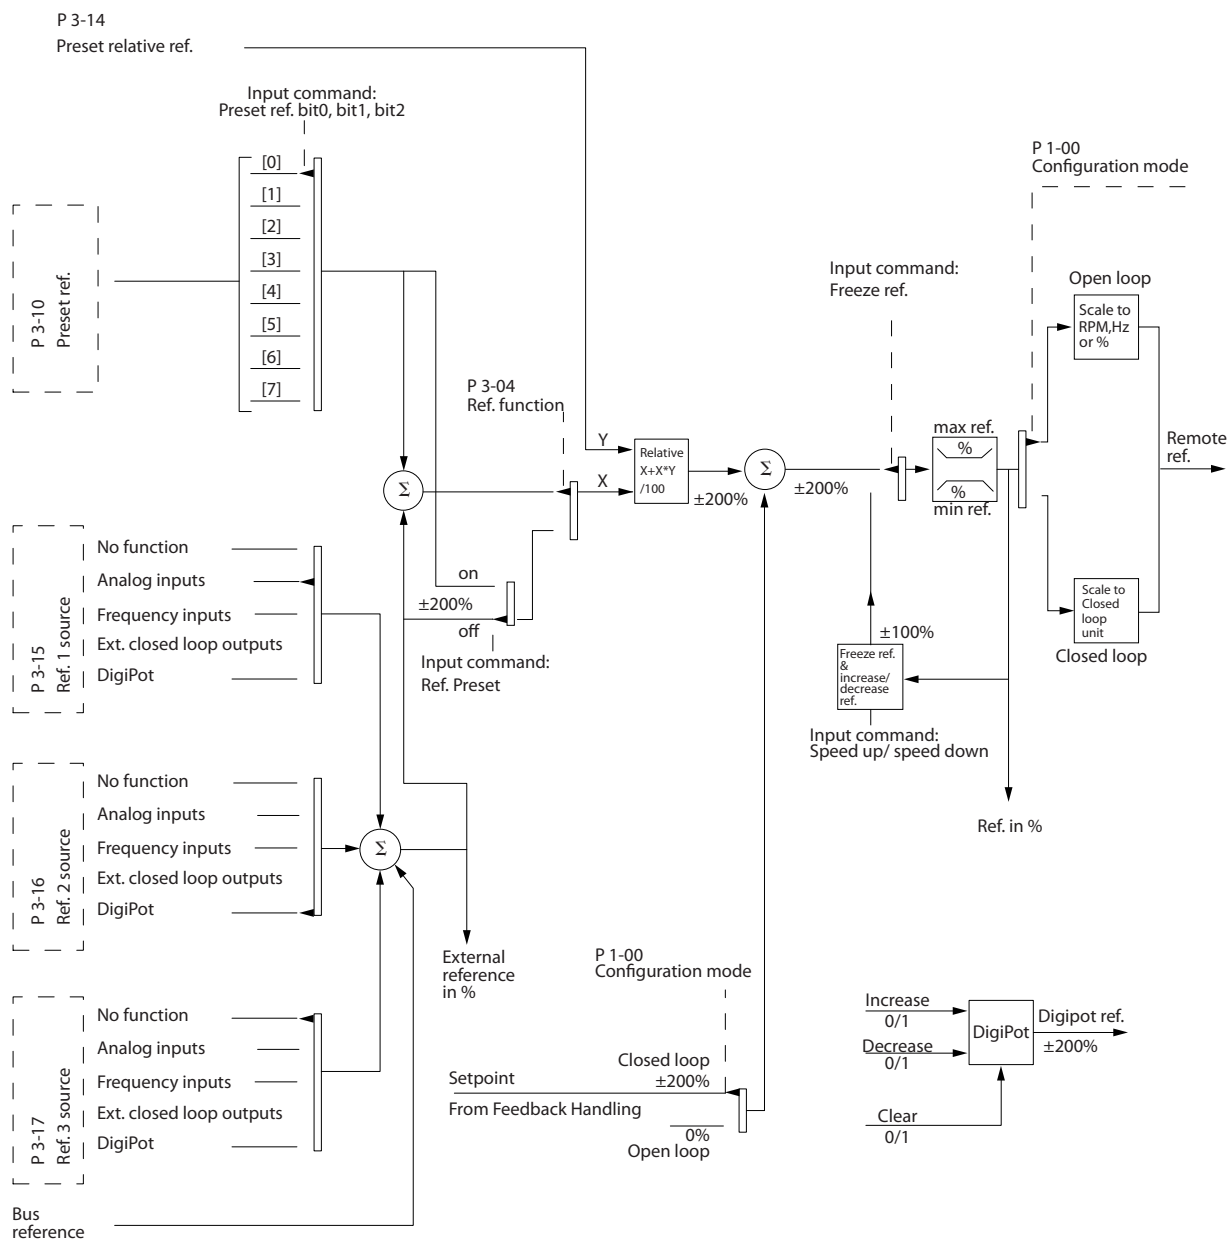 P 3-14
Preset relative ref.
Input command:
Preset ref. bit0, bit1, bit2
[0]
[1]
[2]
[3]
[4]
[5]
[6]
[7]
P 3-10
Preset ref.
P 1-00
Configuration mode
Input command:
Freeze ref.
Open loop
Scale to
RPM,Hz
or %
P 3-04
Ref. function
Y
X
Relative
X+X*Y
/100
±200%
Σ
±200%
max ref.
%
%
min ref.
Remote
ref.
Σ
on
±200%
off
Input command:
Ref. Preset
Scale to
Closed
loop
unit
Closed loop
±100%
Freeze ref.
&
increase/
decrease
ref.
Input command:
Speed up/ speed down
Ref. in %
P 3-15
Ref. 1 source
No function
Analog inputs
Frequency inputs
Ext. closed loop outputs
DigiPot
P 3-16
Ref. 2 source
No function
Analog inputs
Frequency inputs
Ext. closed loop outputs
DigiPot
Σ
External
reference
in %
P 3-17
Ref. 3 source
No function
Analog inputs
Frequency inputs
Ext. closed loop outputs
DigiPot
Bus
reference
P 1-00
Configuration mode
Closed loop
Setpoint
±200%
From Feedback Handling
0%
Open loop
Increase
0/1
Decrease
0/1
Clear
0/1
DigiPot
Digipot ref.
±200%